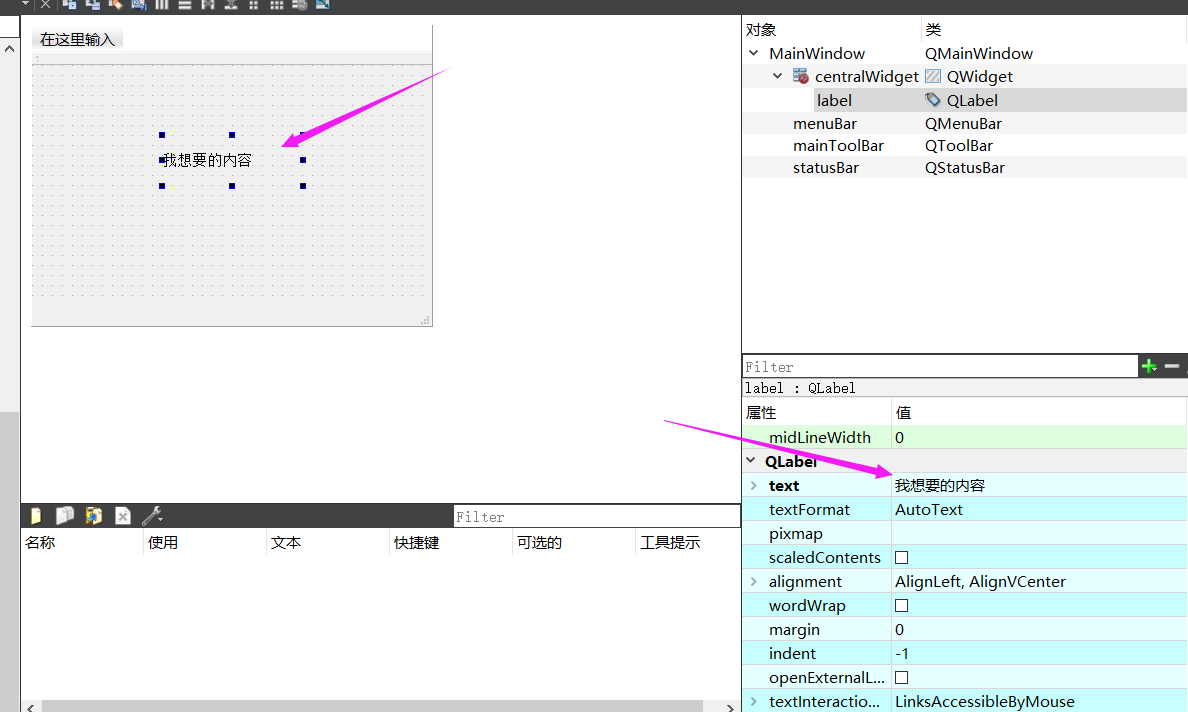 在这里输入
我想要的内容
对象 类
MainWindow QMainWindow
centralWidget QWidget
label QLabel
menuBar QMenuBar
mainToolBar QToolBar
statusBar QStatusBar
Filter
label : QLabel
属性 值
midLineWidth 0
QLabel
text 我想要的内容
textFormat AutoText
pixmap
scaledContents
alignment AlignLeft, AlignVCenter
wordWrap
margin 0
indent -1
openExternalL...
textInteractio... LinksAccessibleByMouse
Filter
名称 使用 文本 快捷键 可选的 工具提示